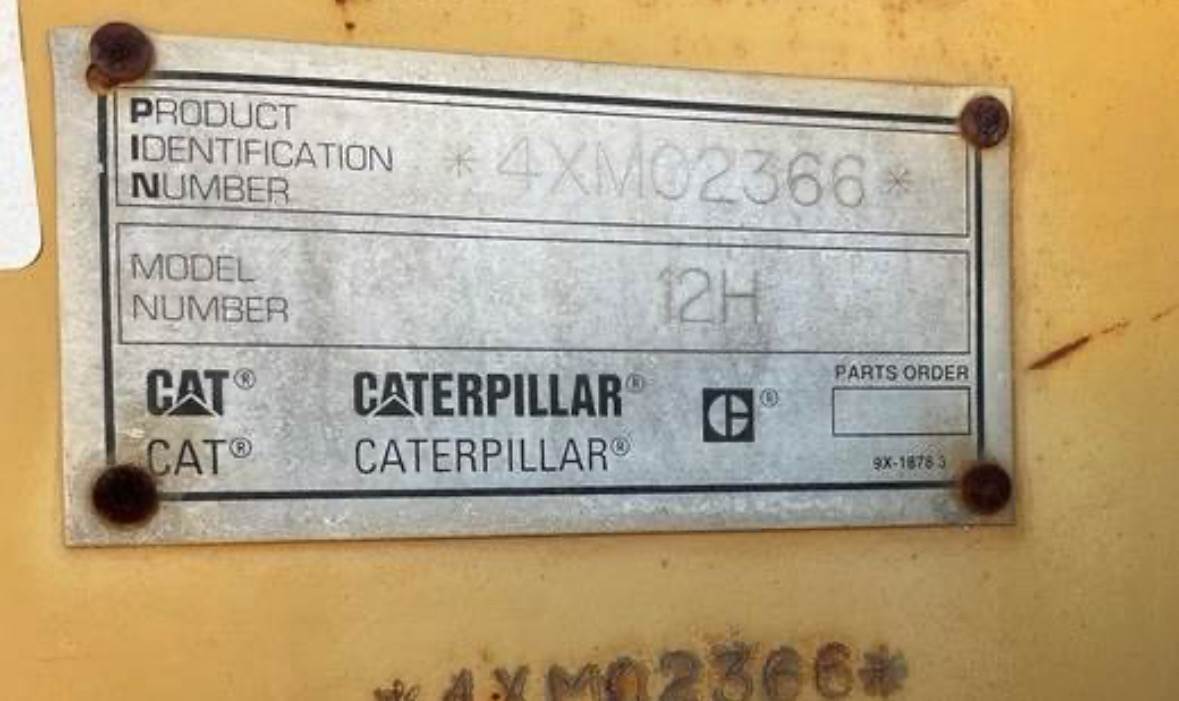 PRODUCT
IDENTIFICATION
NUMBER
*4XM02366*
MODEL
NUMBER
12H
CAT® CATERPILLAR® ®
CAT® CATERPILLAR®
PARTS ORDER
9X-1878 3
*4XM02366*